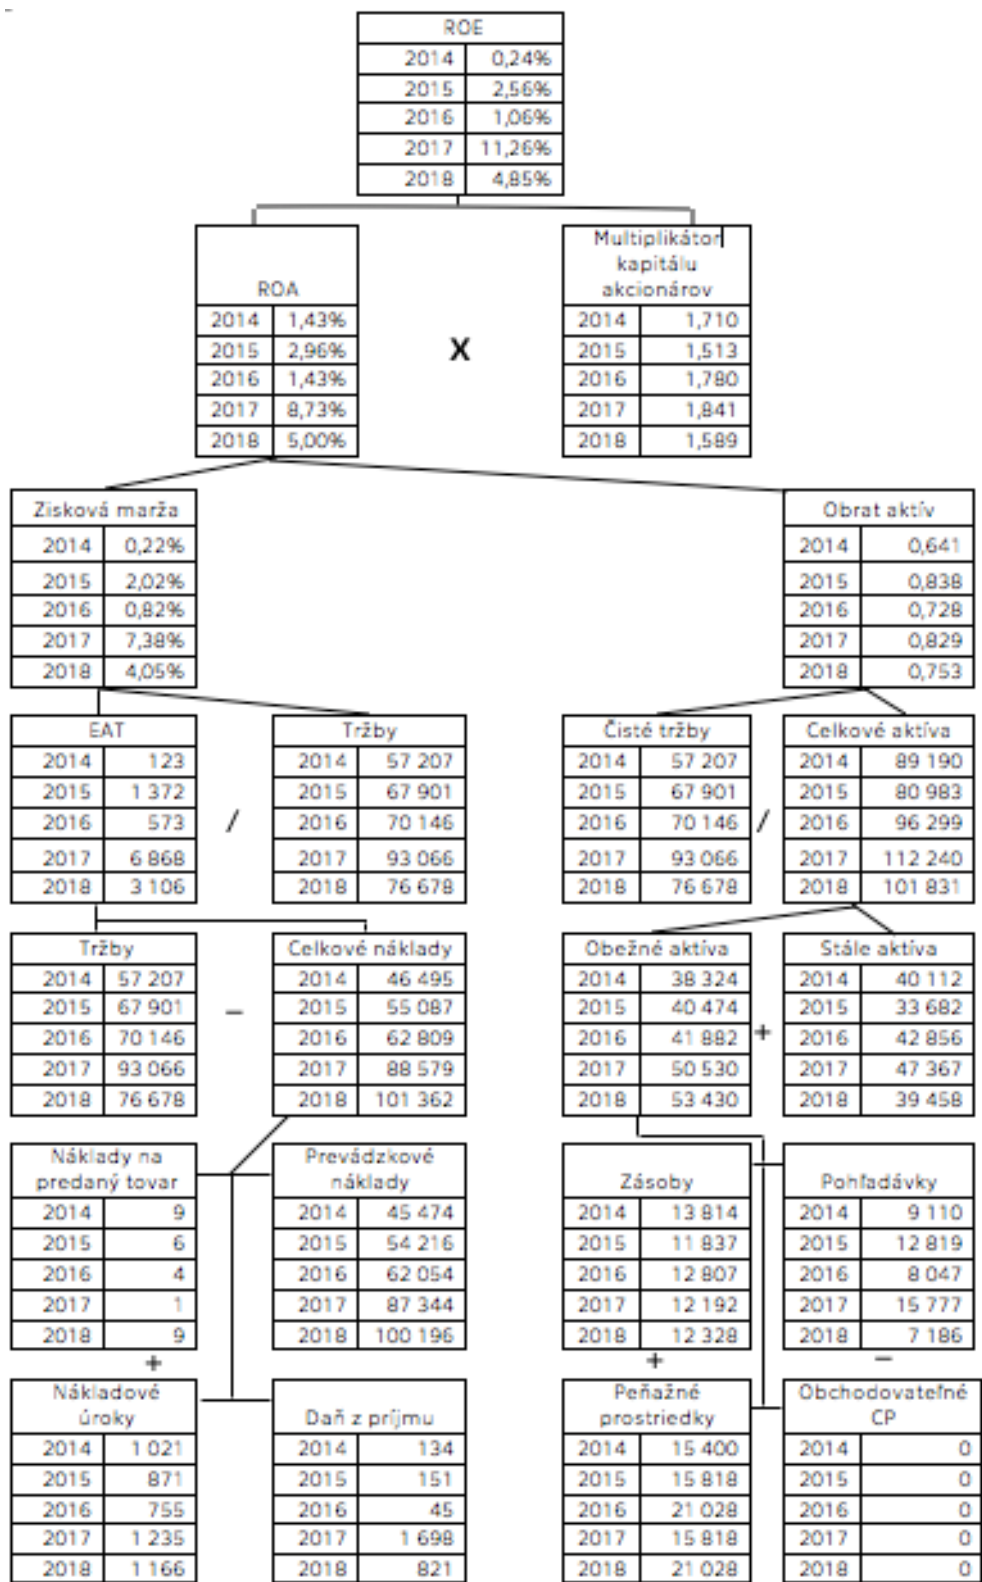 ROE
2014 0,24%
2015 2,56%
2016 1,06%
2017 11,26%
2018 4,85%
ROA
2014 1,43%
2015 2,96%
2016 1,43%
2017 8,73%
2018 5,00%
X
Multiplikátor
kapitálu
akcionárov
2014 1,710
2015 1,513
2016 1,780
2017 1,841
2018 1,589
Zisková marža
2014 0,22%
2015 2,02%
2016 0,82%
2017 7,38%
2018 4,05%
Obrat aktív
2014 0,641
2015 0,838
2016 0,728
2017 0,829
2018 0,753
EAT
2014 123
2015 1 372
2016 573
2017 6 868
2018 3 106
/
Tržby
2014 57 207
2015 67 901
2016 70 146
2017 93 066
2018 76 678
Čisté tržby
2014 57 207
2015 67 901
2016 70 146
2017 93 066
2018 76 678
/
Celkové aktíva
2014 89 190
2015 80 983
2016 96 299
2017 112 240
2018 101 831
Tržby
2014 57 207
2015 67 901
2016 70 146
2017 93 066
2018 76 678
–
Celkové náklady
2014 46 495
2015 55 087
2016 62 809
2017 88 579
2018 101 362
Obežné aktíva
2014 38 324
2015 40 474
2016 41 882
2017 50 530
2018 53 430
+
Stále aktíva
2014 40 112
2015 33 682
2016 42 856
2017 47 367
2018 39 458
Náklady na
predaný tovar
2014 9
2015 6
2016 4
2017 1
2018 9
+
Prevádzkové
náklady
2014 45 474
2015 54 216
2016 62 054
2017 87 344
2018 100 196
Zásoby
2014 13 814
2015 11 837
2016 12 807
2017 12 192
2018 12 328
+
Pohľadávky
2014 9 110
2015 12 819
2016 8 047
2017 15 777
2018 7 186
–
Nákladové
úroky
2014 1 021
2015 871
2016 755
2017 1 235
2018 1 166
Daň z príjmu
2014 134
2015 151
2016 45
2017 1 698
2018 821
Peňažné
prostriedky
2014 15 400
2015 15 818
2016 21 028
2017 15 818
2018 21 028
Obchodovateľné
CP
2014 0
2015 0
2016 0
2017 0
2018 0